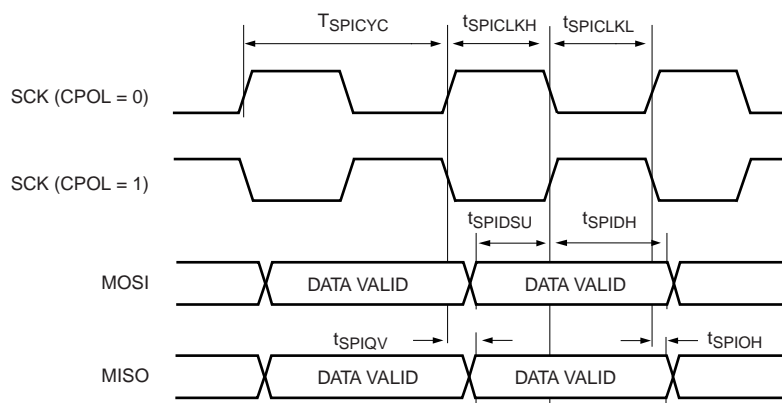 TSPICYC
tSPICLKH
tSPICLKL
SCK (CPOL = 0)
SCK (CPOL = 1)
tSPIDSU
tSPIDH
MOSI
DATA VALID
DATA VALID
tSPIQV
tSPIOH
MISO
DATA VALID
DATA VALID